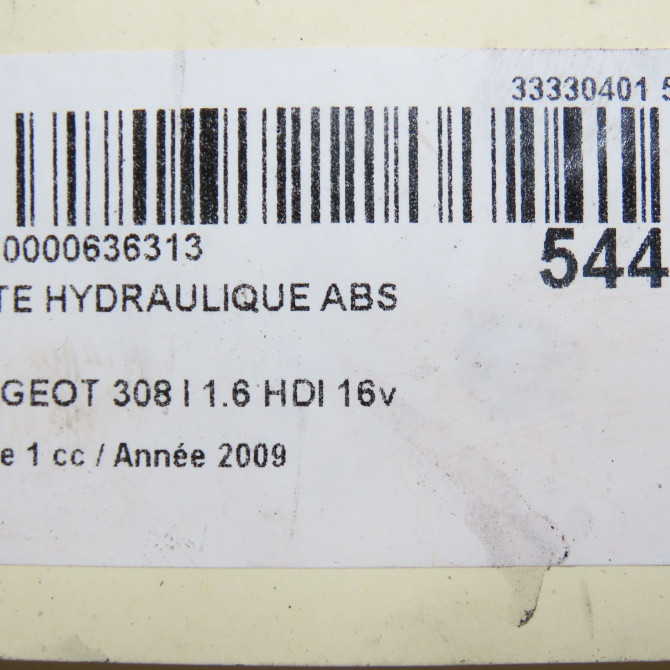 33330401 5
0000636313
544
TE HYDRAULIQUE ABS
GEOT 308 I 1.6 HDI 16v
e 1 cc / Année 2009